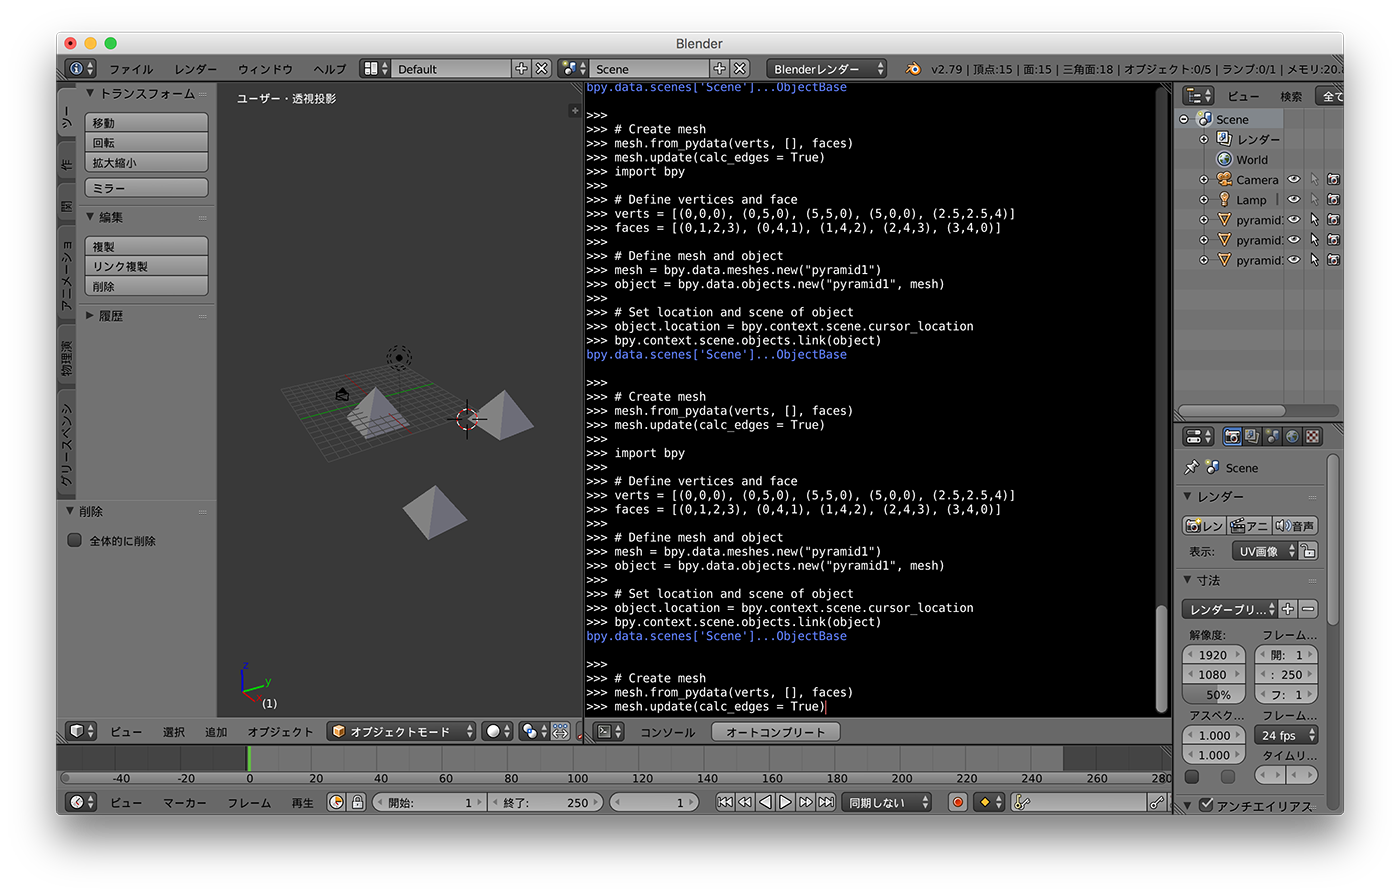 Blender
ファイル レンダー ウィンドウ ヘルプ Default Scene Blenderレンダー v2.79 | 頂点:15 | 面:15 | 三角面:18 | オブジェクト:0/5 | ランプ:0/1 | メモリ:20.
トランスフォーム
移動
回転
拡大縮小
ミラー
編集
複製
リンク複製
削除
履歴
ツー
作
関
アニメーショ
物理演
グリースペンシ
削除
全体的に削除
ユーザー・透視投影
z
y
(1)
bpy.data.scenes['Scene']...ObjectBase
>>>
>>> # Create mesh
>>> mesh.from_pydata(verts, [], faces)
>>> mesh.update(calc_edges = True)
>>> import bpy
>>>
>>> # Define vertices and face
>>> verts = [(0,0,0), (0,5,0), (5,5,0), (5,0,0), (2.5,2.5,4)]
>>> faces = [(0,1,2,3), (0,4,1), (1,4,2), (2,4,3), (3,4,0)]
>>>
>>> # Define mesh and object
>>> mesh = bpy.data.meshes.new("pyramid1")
>>> object = bpy.data.objects.new("pyramid1", mesh)
>>>
>>> # Set location and scene of object
>>> object.location = bpy.context.scene.cursor_location
>>> bpy.context.scene.objects.link(object)
bpy.data.scenes['Scene']...ObjectBase
>>>
>>> # Create mesh
>>> mesh.from_pydata(verts, [], faces)
>>> mesh.update(calc_edges = True)
>>>
>>> import bpy
>>>
>>> # Define vertices and face
>>> verts = [(0,0,0), (0,5,0), (5,5,0), (5,0,0), (2.5,2.5,4)]
>>> faces = [(0,1,2,3), (0,4,1), (1,4,2), (2,4,3), (3,4,0)]
>>>
>>> # Define mesh and object
>>> mesh = bpy.data.meshes.new("pyramid1")
>>> object = bpy.data.objects.new("pyramid1", mesh)
>>>
>>> # Set location and scene of object
>>> object.location = bpy.context.scene.cursor_location
>>> bpy.context.scene.objects.link(object)
bpy.data.scenes['Scene']...ObjectBase
>>>
>>> # Create mesh
>>> mesh.from_pydata(verts, [], faces)
>>> mesh.update(calc_edges = True)
ビュー 選択 追加 オブジェクト オブジェクトモード
コンソール オートコンプリート
ビュー 検索 全て
Scene
レンダー
World
Camera
Lamp
pyramid
pyramid
pyramid
Scene
レンダー
レン アニ 音声
表示: UV画像
寸法
レンダープリ...
解像度: フレーム...
1920 開: 1
1080 : 250
50% フ: 1
アスペク... フレーム...
1.000 24 fps
1.000 タイムリ...
アンチエイリアス
-40 -20 0 20 40 60 80 100 120 140 160 180 200 220 240 260 280
ビュー マーカー フレーム 再生 開始: 1 終了: 250 1 同期しない